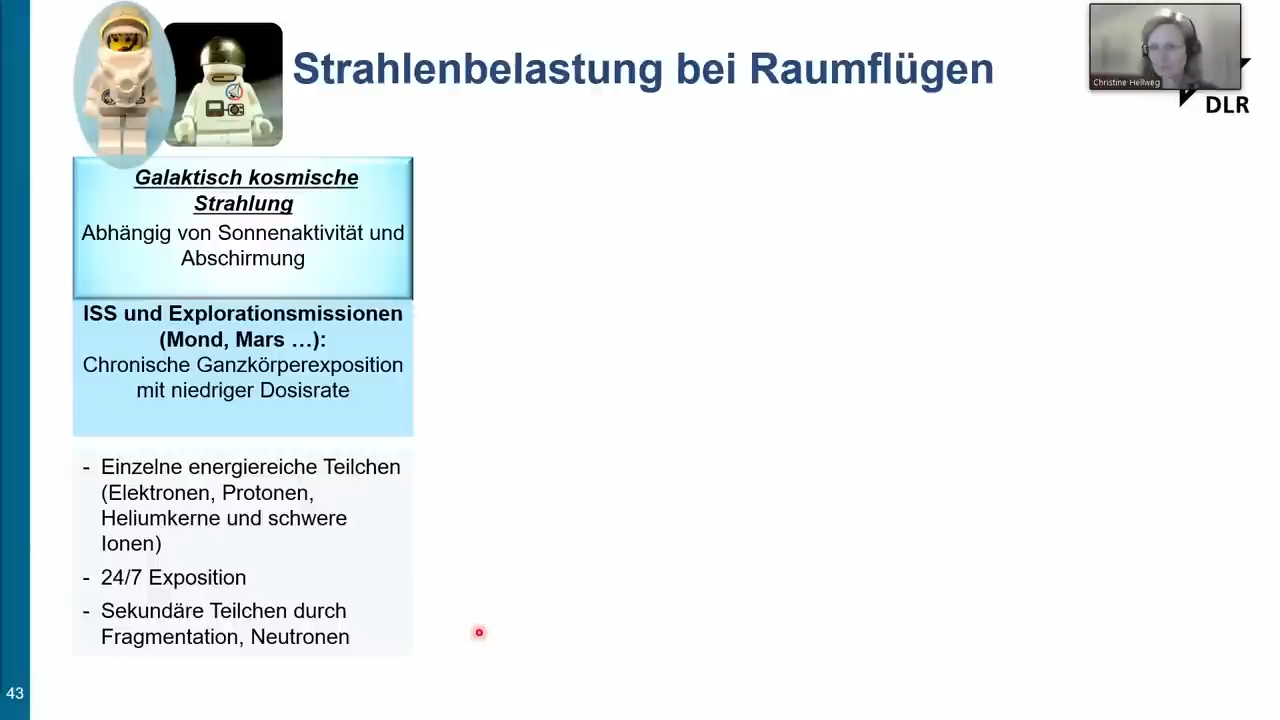 Strahlenbelastung bei Raumflügen
Christine Hellweg
DLR
Galaktisch kosmische
Strahlung
Abhängig von Sonnenaktivität und
Abschirmung
ISS und Explorationsmissionen
(Mond, Mars …):
Chronische Ganzkörperexposition
mit niedriger Dosisrate
- Einzelne energiereiche Teilchen
(Elektronen, Protonen,
Heliumkerne und schwere
Ionen)
- 24/7 Exposition
- Sekundäre Teilchen durch
Fragmentation, Neutronen
43